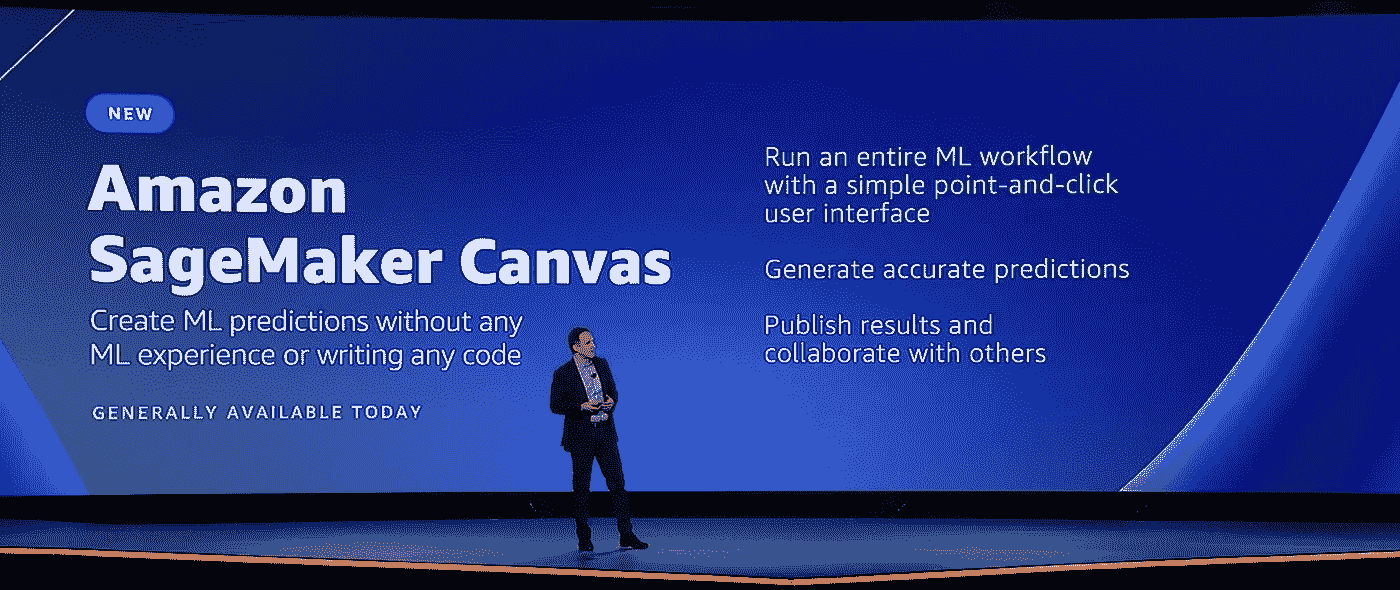 NEW
Amazon
SageMaker Canvas
Create ML predictions without any
ML experience or writing any code
GENERALLY AVAILABLE TODAY
Run an entire ML workflow
with a simple point-and-click
user interface
Generate accurate predictions
Publish results and
collaborate with others